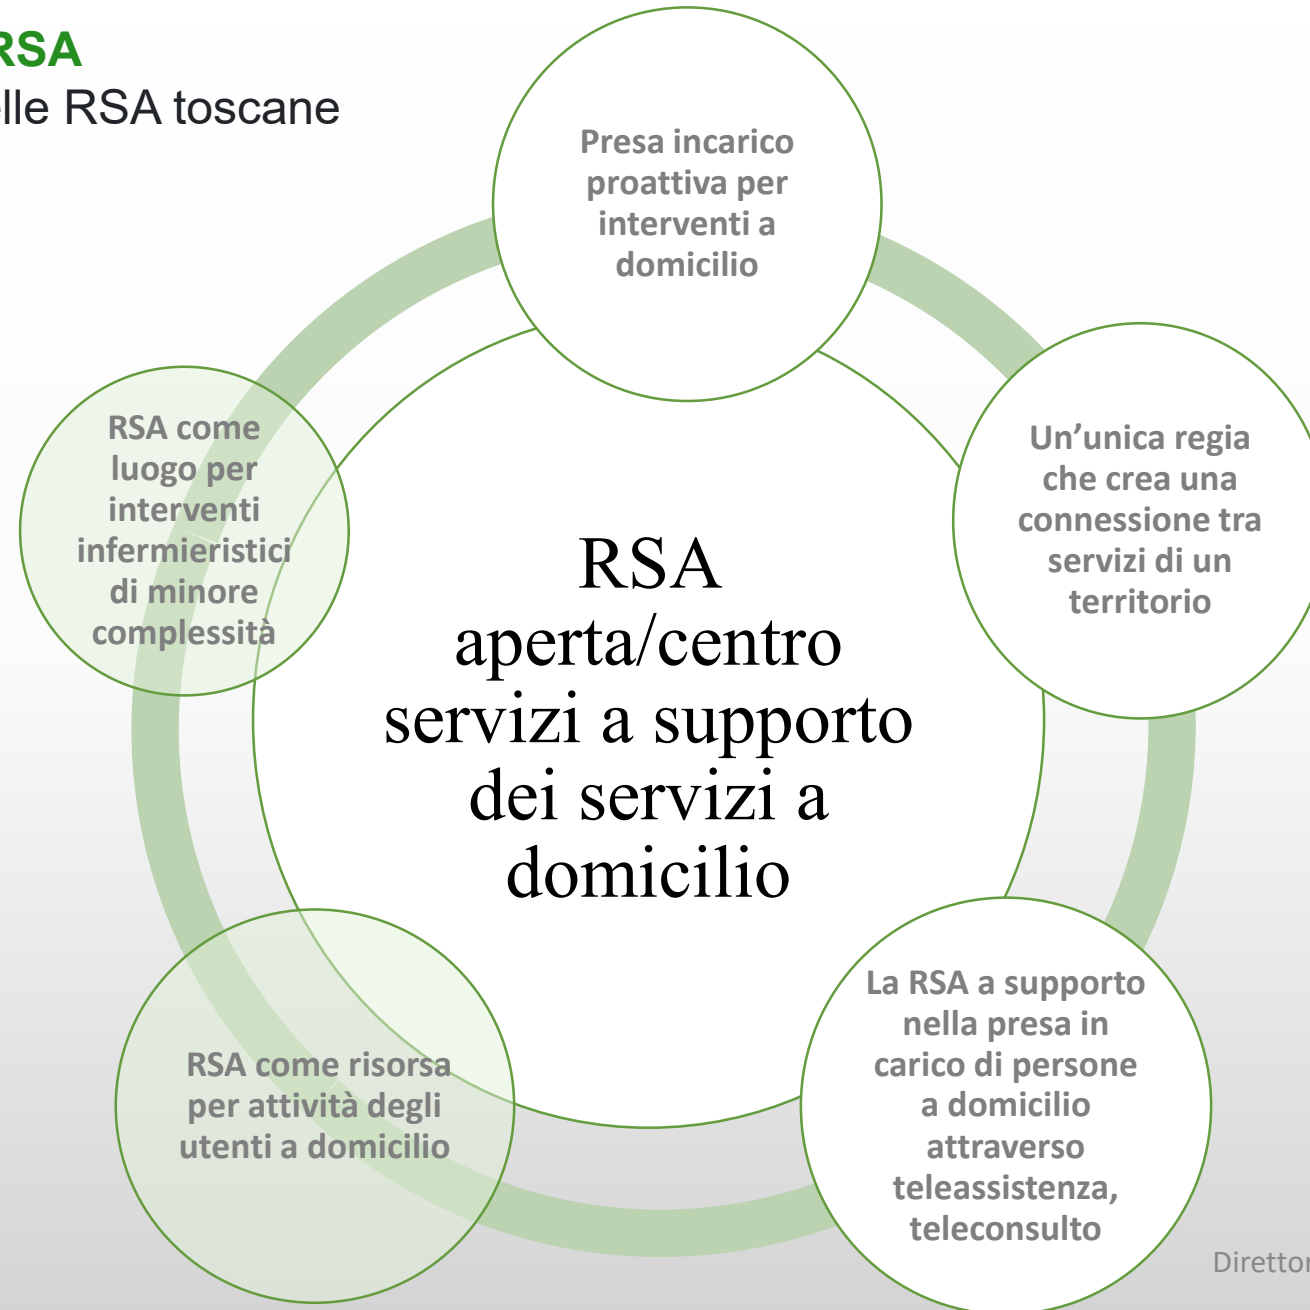 RSA
elle RSA toscane
Presa incarico
proattiva per
interventi a
domicilio
Un’unica regia
che crea una
connessione tra
servizi di un
territorio
La RSA a supporto
nella presa in
carico di persone
a domicilio
attraverso
teleassistenza,
teleconsulto
RSA come risorsa
per attività degli
utenti a domicilio
RSA come
luogo per
interventi
infermieristici
di minore
complessità
RSA
aperta/centro
servizi a supporto
dei servizi a
domicilio
Direttor